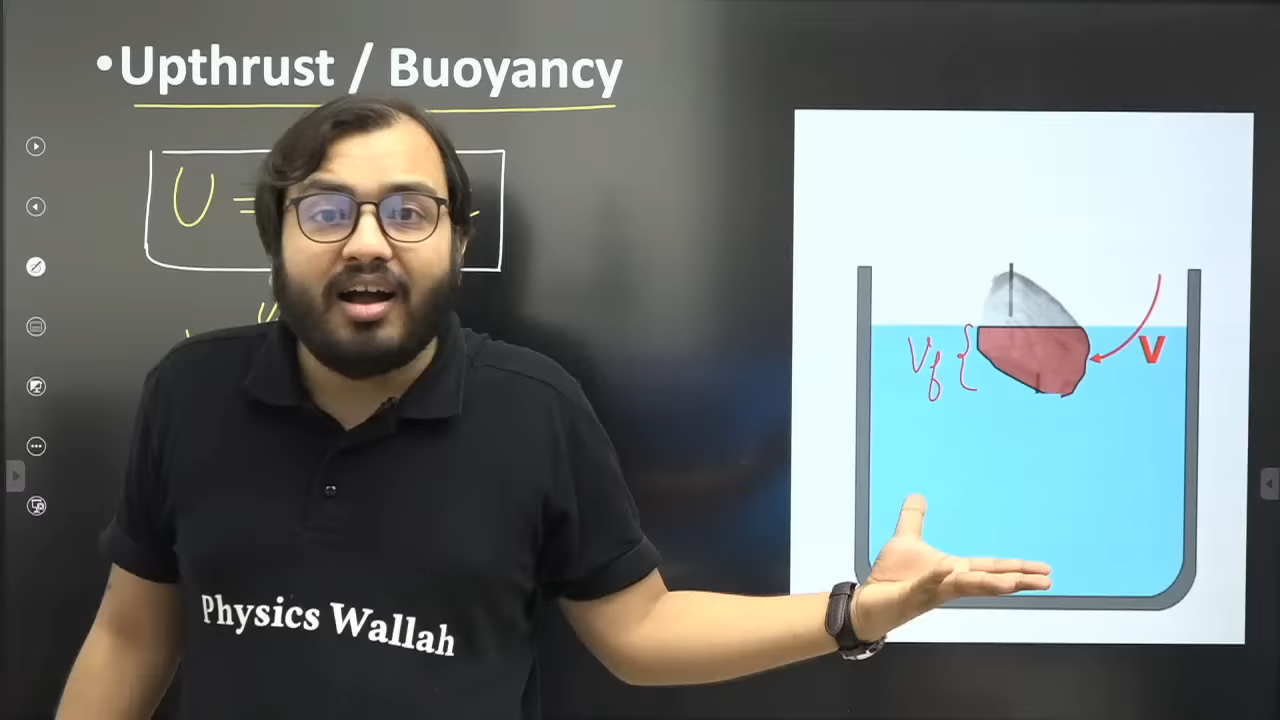 •Upthrust / Buoyancy
U =
V
Vf {
Physics Wallah